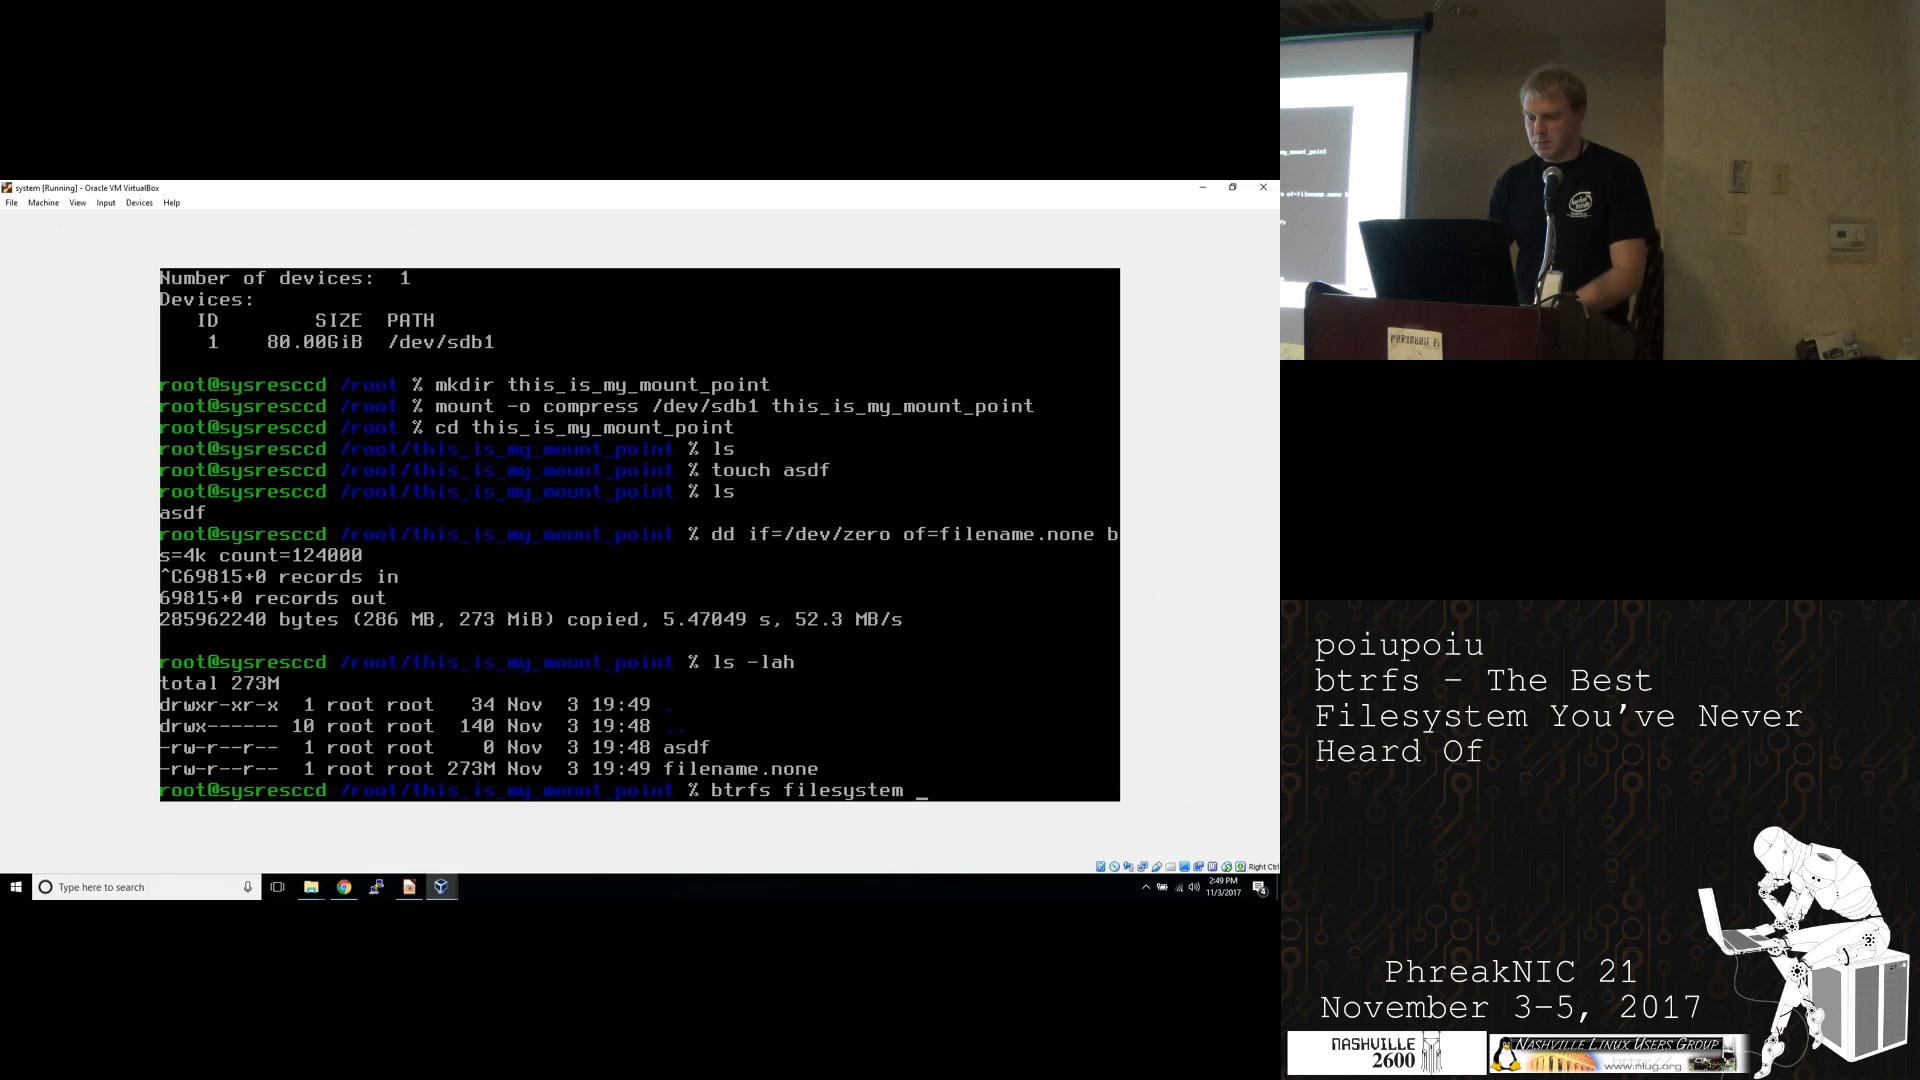 system [Running] - Oracle VM VirtualBox
File Machine View Input Devices Help
Number of devices:  1
Devices:
ID SIZE PATH
1 80.00GiB /dev/sdb1
root@sysresccd /root % mkdir this_is_my_mount_point
root@sysresccd /root % mount -o compress /dev/sdb1 this_is_my_mount_point
root@sysresccd /root % cd this_is_my_mount_point
root@sysresccd /root/this_is_my_mount_point % ls
root@sysresccd /root/this_is_my_mount_point % touch asdf
root@sysresccd /root/this_is_my_mount_point % ls
asdf
root@sysresccd /root/this_is_my_mount_point % dd if=/dev/zero of=filename.none b
s=4k count=124000
^C69815+0 records in
69815+0 records out
285962240 bytes (286 MB, 273 MiB) copied, 5.47049 s, 52.3 MB/s
root@sysresccd /root/this_is_my_mount_point % ls -lah
total 273M
drwxr-xr-x 1 root root 34 Nov 3 19:49 .
drwx------ 10 root root 140 Nov 3 19:48 ..
-rw-r--r-- 1 root root 0 Nov 3 19:48 asdf
-rw-r--r-- 1 root root 273M Nov 3 19:49 filename.none
root@sysresccd /root/this_is_my_mount_point % btrfs filesystem _
Right Ctrl
Type here to search
2:49 PM
11/3/2017
my_mount_point
of=filename.none
PHREAKNIC 21
poiupoiu
btrfs - The Best
Filesystem You've Never
Heard Of
PhreakNIC 21
November 3-5, 2017
NASHVILLE
2600
NASHVILLE LINUX USERS GROUP
www.nlug.org